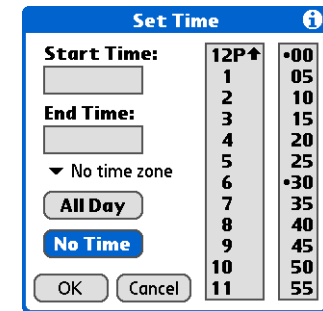 Set Time
Start Time:
End Time:
No time zone
All Day
No Time
OK Cancel
12P
1
2
3
4
5
6
7
8
9
10
11
•00
05
10
15
20
25
•30
35
40
45
50
55